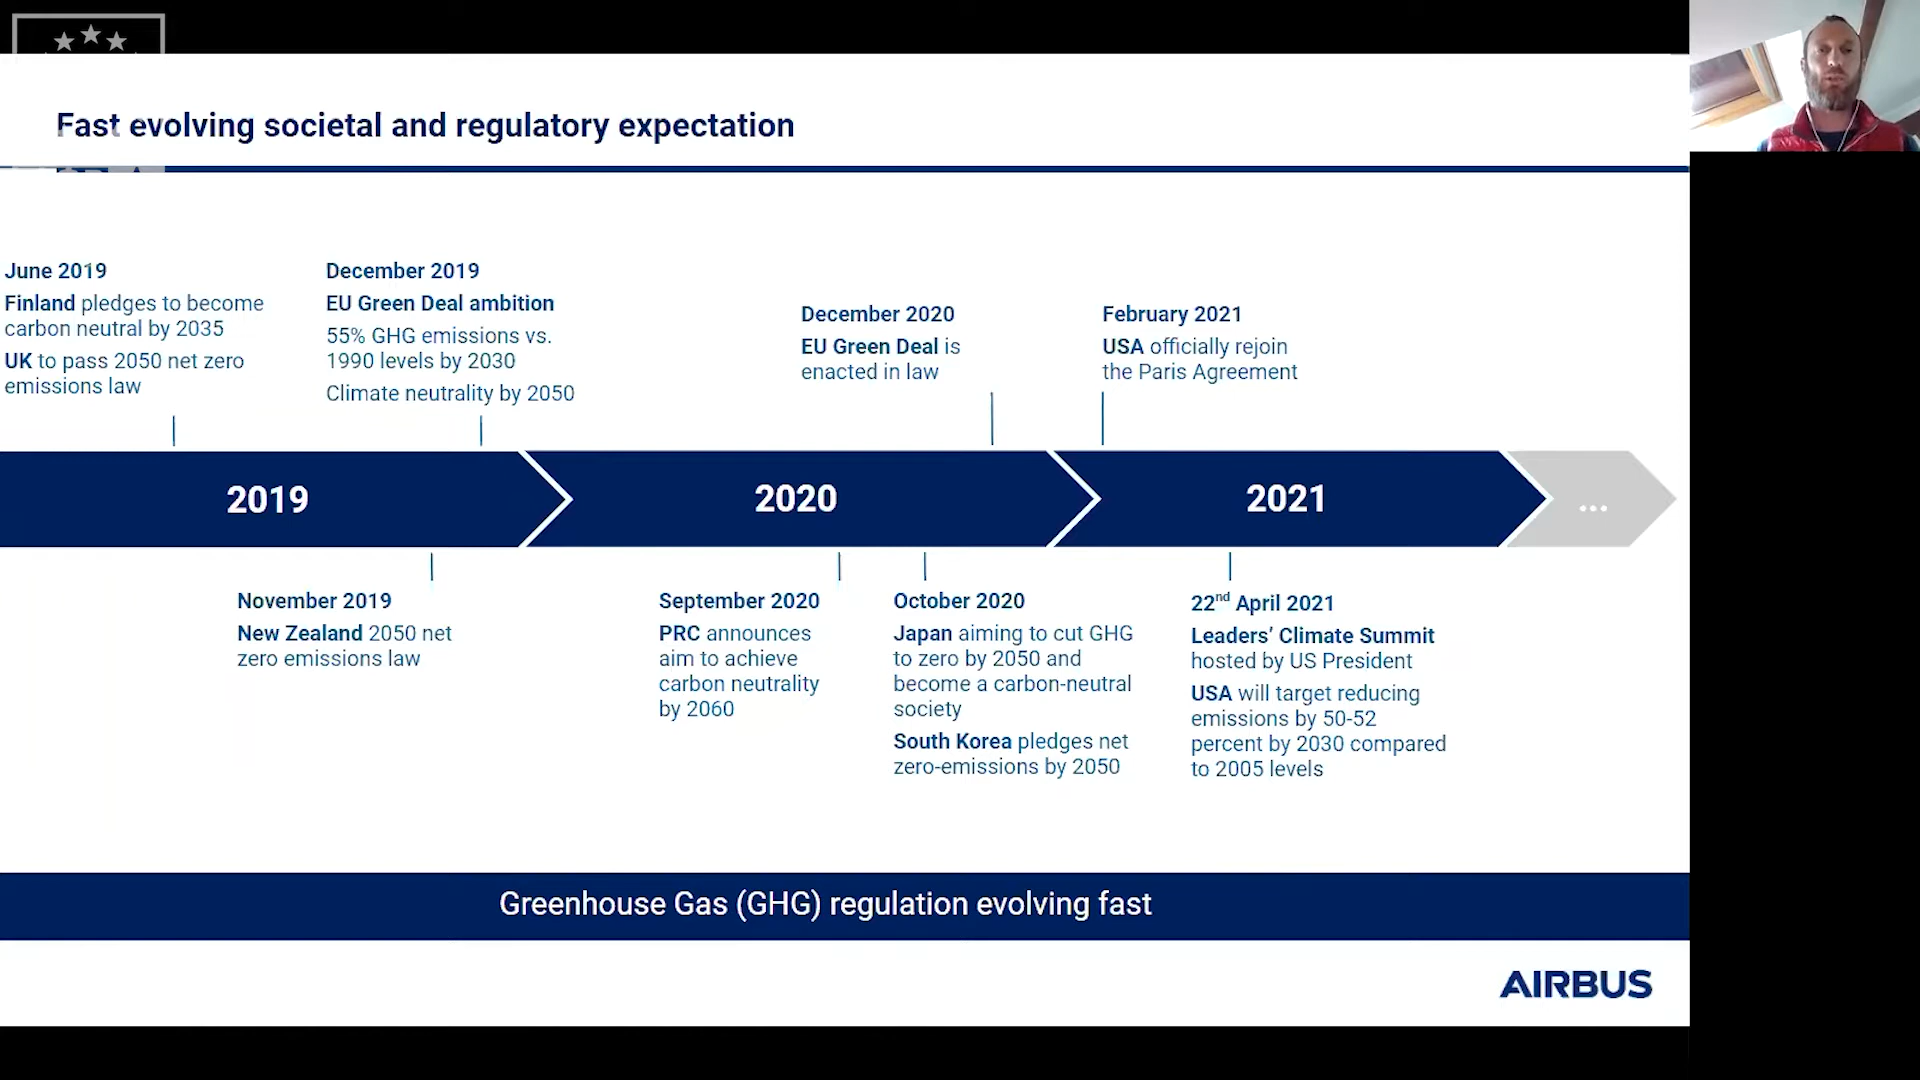 Fast evolving societal and regulatory expectation
June 2019
Finland pledges to become
carbon neutral by 2035
UK to pass 2050 net zero
emissions law
December 2019
EU Green Deal ambition
55% GHG emissions vs.
1990 levels by 2030
Climate neutrality by 2050
December 2020
EU Green Deal is
enacted in law
February 2021
USA officially rejoin
the Paris Agreement
2019
2020
2021
...
November 2019
New Zealand 2050 net
zero emissions law
September 2020
PRC announces
aim to achieve
carbon neutrality
by 2060
October 2020
Japan aiming to cut GHG
to zero by 2050 and
become a carbon-neutral
society
South Korea pledges net
zero-emissions by 2050
22nd April 2021
Leaders’ Climate Summit
hosted by US President
USA will target reducing
emissions by 50-52
percent by 2030 compared
to 2005 levels
Greenhouse Gas (GHG) regulation evolving fast
AIRBUS